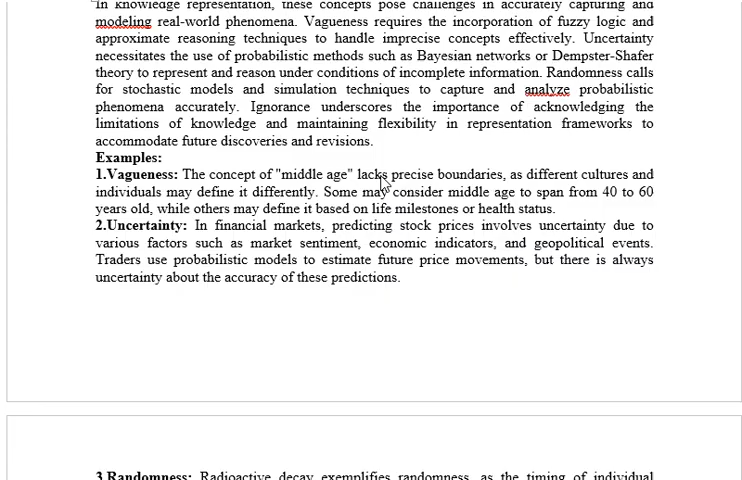 In knowledge representation, these concepts pose challenges in accurately capturing and
modeling real-world phenomena. Vagueness requires the incorporation of fuzzy logic and
approximate reasoning techniques to handle imprecise concepts effectively. Uncertainty
necessitates the use of probabilistic methods such as Bayesian networks or Dempster-Shafer
theory to represent and reason under conditions of incomplete information. Randomness calls
for stochastic models and simulation techniques to capture and analyze probabilistic
phenomena accurately. Ignorance underscores the importance of acknowledging the
limitations of knowledge and maintaining flexibility in representation frameworks to
accommodate future discoveries and revisions.
Examples:
1.Vagueness: The concept of "middle age" lacks precise boundaries, as different cultures and
individuals may define it differently. Some may consider middle age to span from 40 to 60
years old, while others may define it based on life milestones or health status.
2.Uncertainty: In financial markets, predicting stock prices involves uncertainty due to
various factors such as market sentiment, economic indicators, and geopolitical events.
Traders use probabilistic models to estimate future price movements, but there is always
uncertainty about the accuracy of these predictions.
3.Randomness: Radioactive decay exemplifies randomness, as the timing of individual